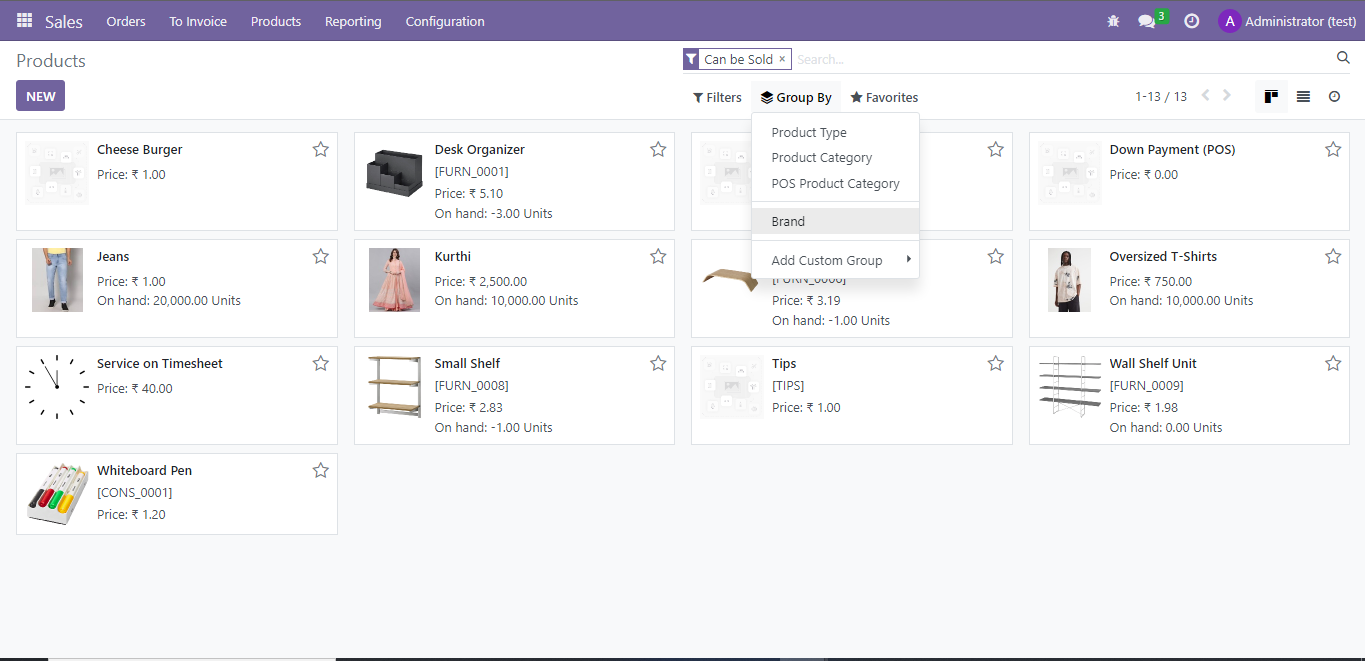 Sales Orders To Invoice Products Reporting Configuration 3 A Administrator (test)
Products
Can be Sold × Search...
NEW
Filters Group By Favorites 1-13 / 13
Product Type
Product Category
POS Product Category
Brand
Add Custom Group
Cheese Burger
Price: ₹ 1.00
Desk Organizer
[FURN_0001]
Price: ₹ 5.10
On hand: -3.00 Units
Down Payment (POS)
Price: ₹ 0.00
Jeans
Price: ₹ 1.00
On hand: 20,000.00 Units
Kurthi
Price: ₹ 2,500.00
On hand: 10,000.00 Units
Price: ₹ 3.19
On hand: -1.00 Units
Oversized T-Shirts
Price: ₹ 750.00
On hand: 10,000.00 Units
Service on Timesheet
Price: ₹ 40.00
Small Shelf
[FURN_0008]
Price: ₹ 2.83
On hand: -1.00 Units
Tips
[TIPS]
Price: ₹ 1.00
Wall Shelf Unit
[FURN_0009]
Price: ₹ 1.98
On hand: 0.00 Units
Whiteboard Pen
[CONS_0001]
Price: ₹ 1.20